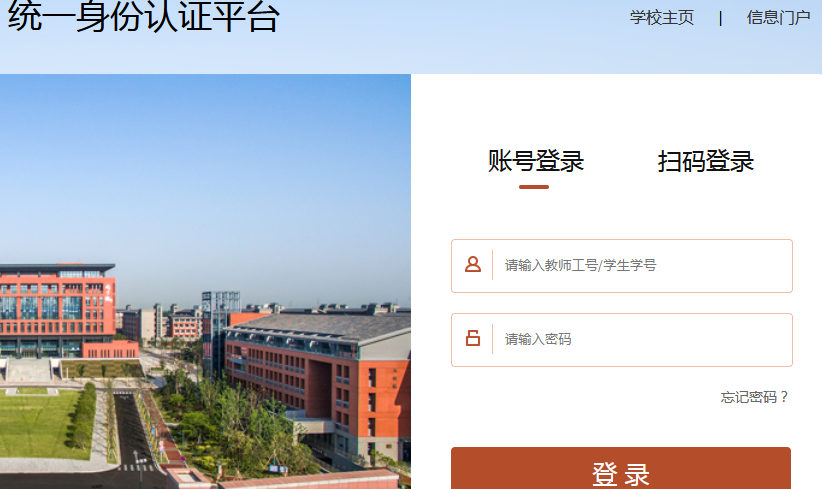 统一身份认证平台
学校主页 | 信息门户
账号登录 扫码登录
请输入教师工号/学生学号
请输入密码
忘记密码？
登 录